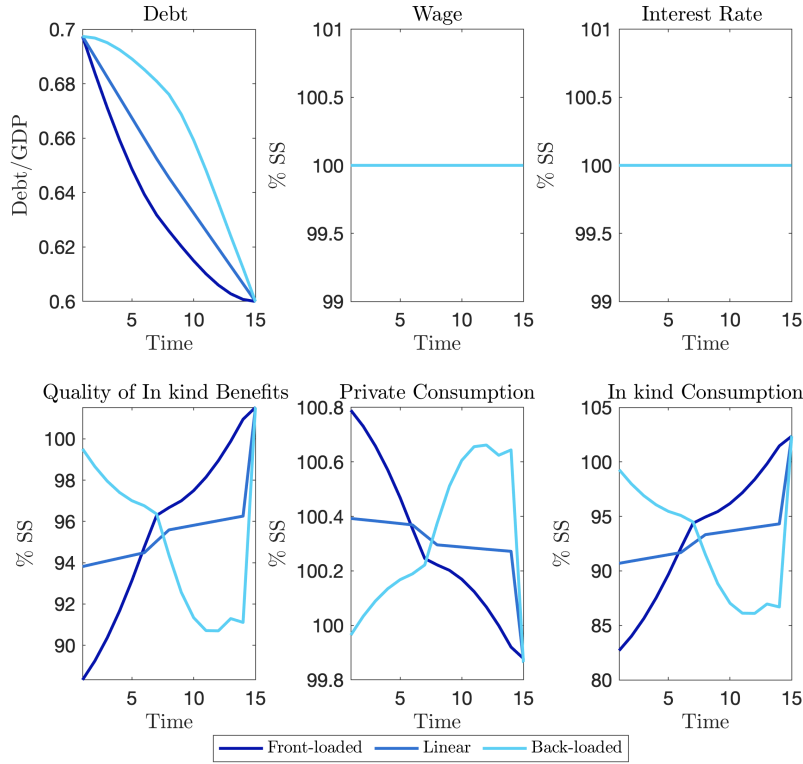 Debt
Wage
Interest Rate
0.7
0.68
0.66
0.64
0.62
0.6
Debt/GDP
5
10
15
Time
101
100.5
100
99.5
99
% SS
5
10
15
Time
101
100.5
100
99.5
99
% SS
5
10
15
Time
Quality of In kind Benefits
Private Consumption
In kind Consumption
100
98
96
94
92
90
% SS
5
10
15
Time
100.8
100.6
100.4
100.2
100
99.8
% SS
5
10
15
Time
105
100
95
90
85
80
% SS
5
10
15
Time
Front-loaded
Linear
Back-loaded